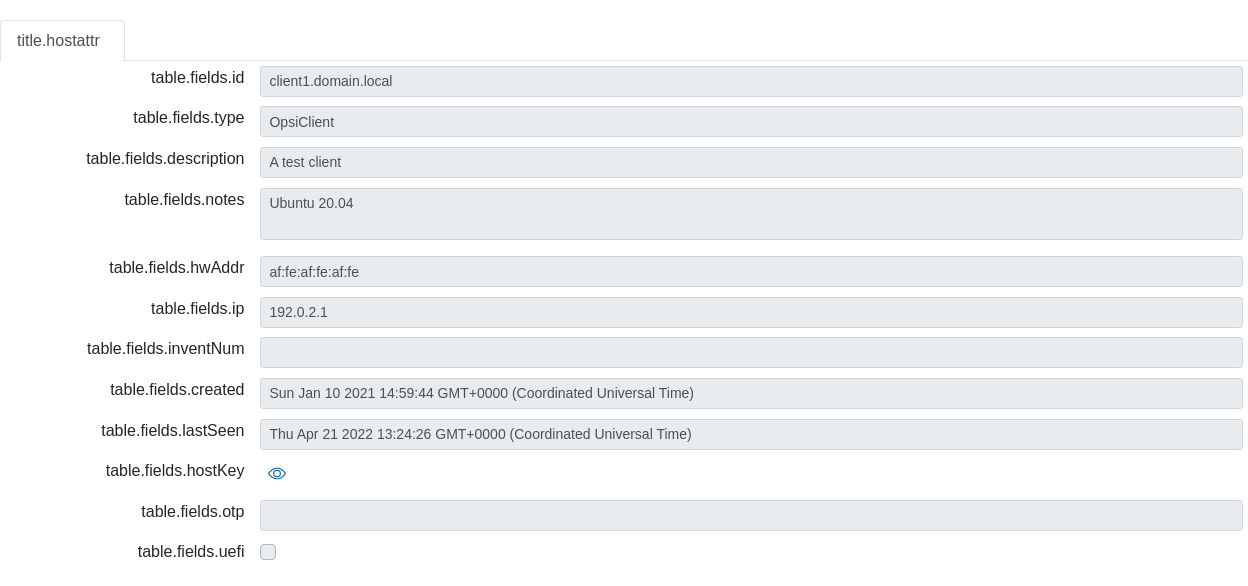 title.hostattr
table.fields.id client1.domain.local
table.fields.type OpsiClient
table.fields.description A test client
table.fields.notes Ubuntu 20.04
table.fields.hwAddr af:fe:af:fe:af:fe
table.fields.ip 192.0.2.1
table.fields.inventNum
table.fields.created Sun Jan 10 2021 14:59:44 GMT+0000 (Coordinated Universal Time)
table.fields.lastSeen Thu Apr 21 2022 13:24:26 GMT+0000 (Coordinated Universal Time)
table.fields.hostKey
table.fields.otp
table.fields.uefi